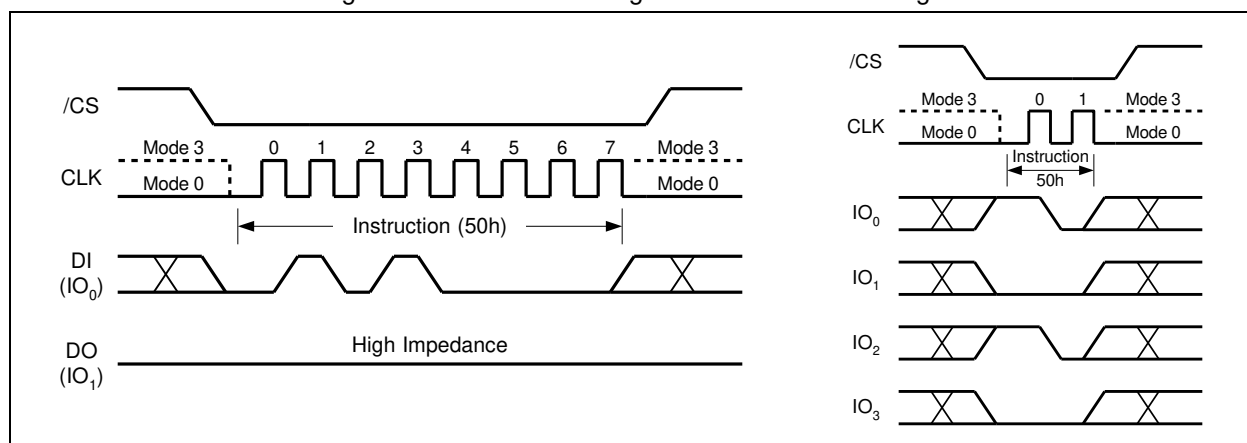 /CS
Mode 3 0 1 2 3 4 5 6 7 Mode 3
CLK
Mode 0 Mode 0
Instruction (50h)
DI
(IO0)
High Impedance
DO
(IO1)
/CS
Mode 3 0 1 Mode 3
CLK
Mode 0 Mode 0
Instruction
50h
IO0
IO1
IO2
IO3